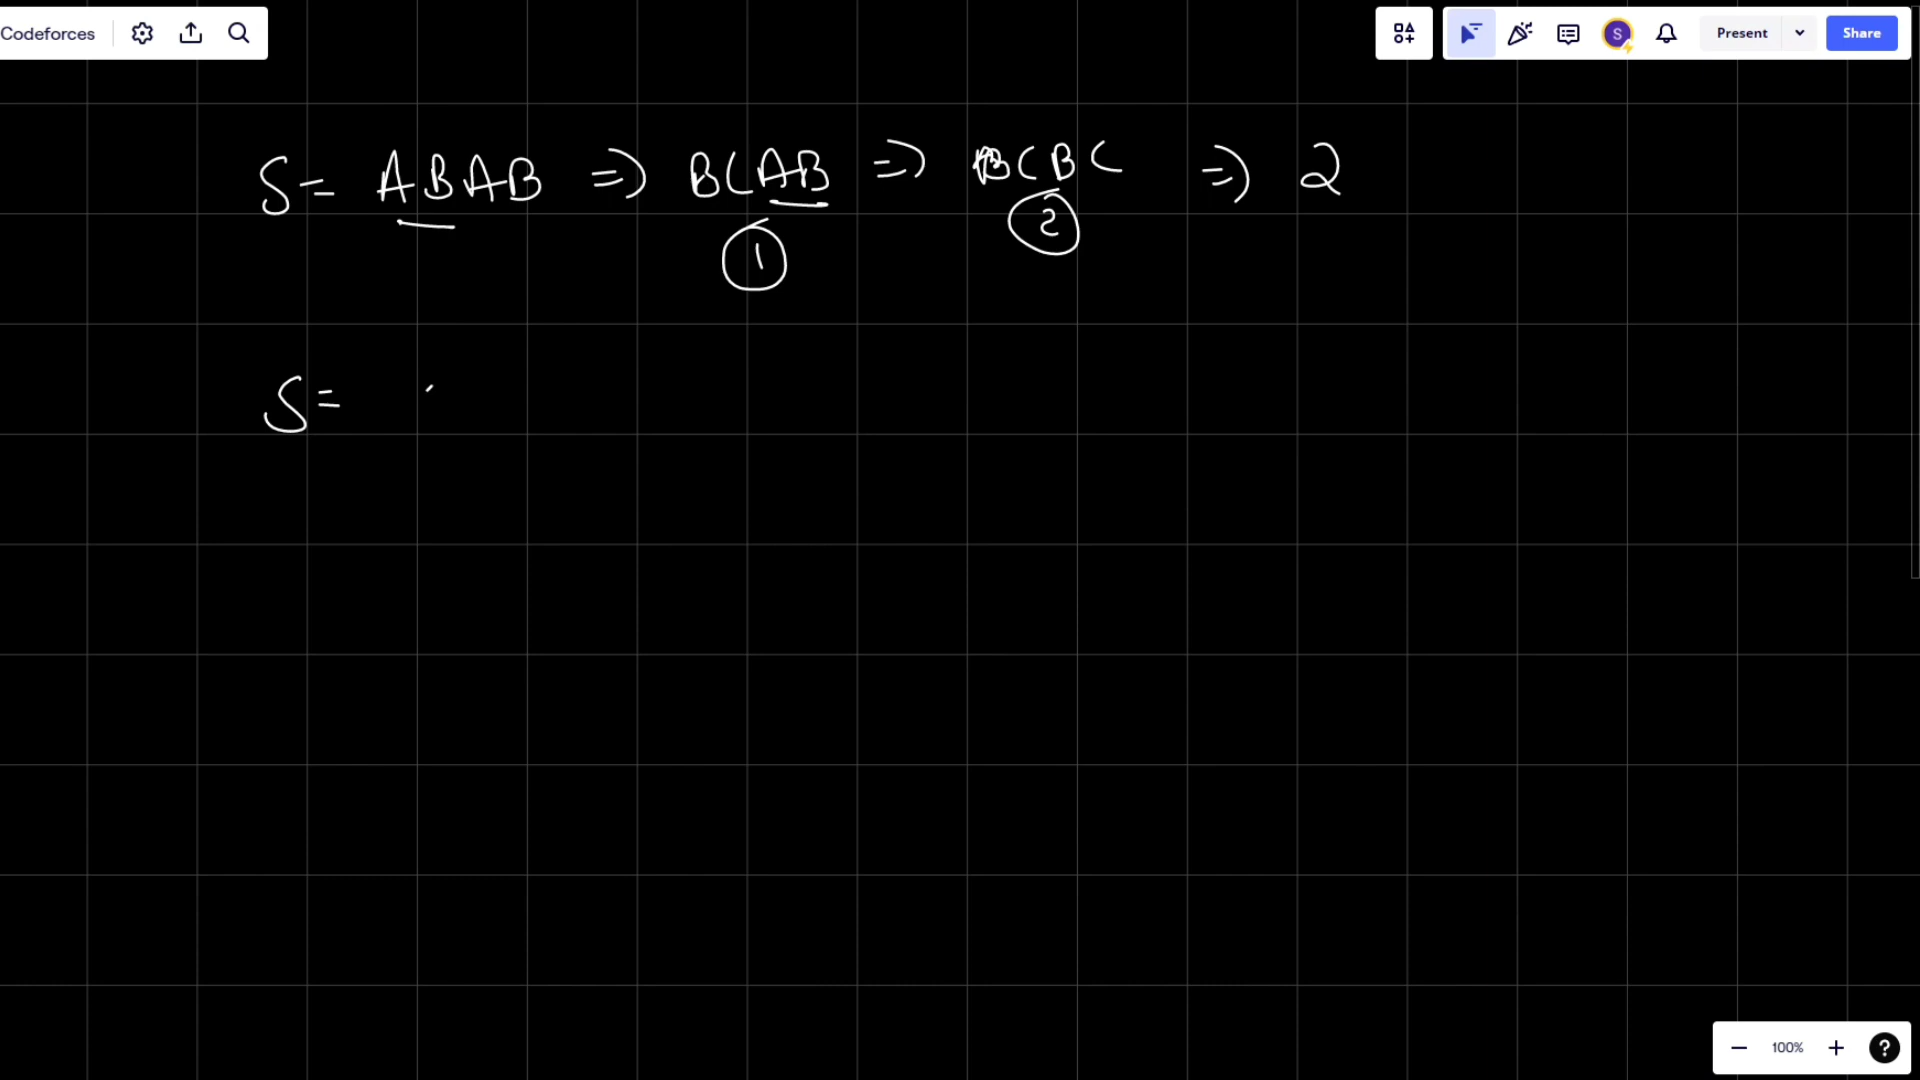 Codeforces
Present
Share
S = ABAB => BCAB => BCBC => 2
1
2
S =
100%